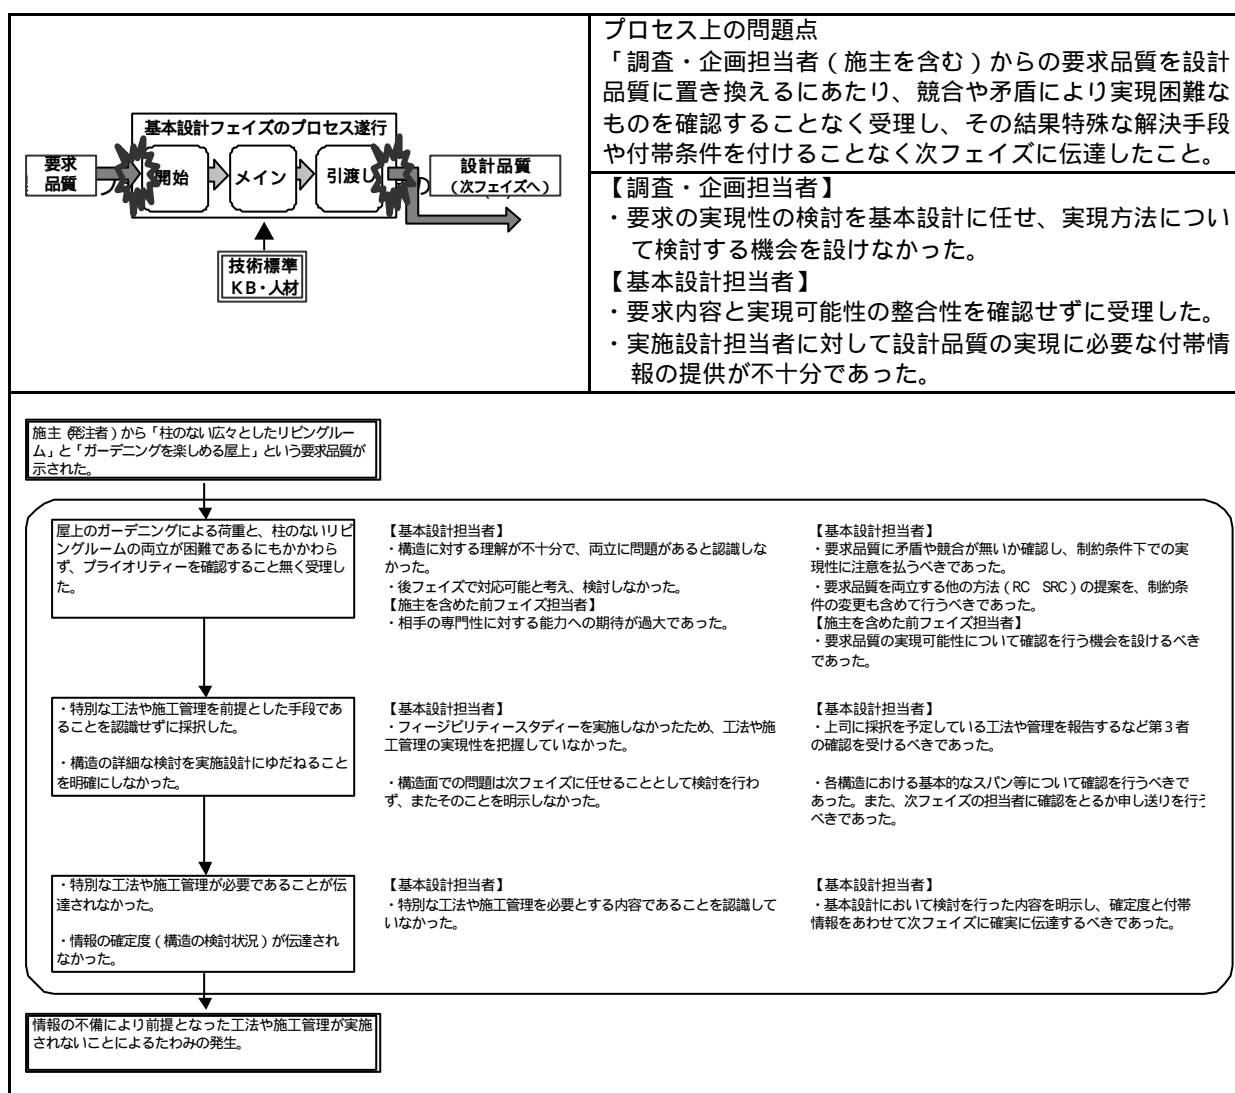 プロセス上の問題点
「調査・企画担当者（施主を含む）からの要求品質を設計
品質に置き換えるにあたり、競合や矛盾により実現困難な
ものを確認することなく受理し、その結果特殊な解決手段
や付帯条件を付けることなく次フェイズに伝達したこと。
基本設計フェイズのプロセス遂行
要求
品質
開始
メイン
引渡し
設計品質
（次フェイズへ）
技術標準
KB・人材
【調査・企画担当者】
・要求の実現性の検討を基本設計に任せ、実現方法につい
て検討する機会を設けなかった。
【基本設計担当者】
・要求内容と実現可能性の整合性を確認せずに受理した。
・実施設計担当者に対して設計品質の実現に必要な付帯情
報の提供が不十分であった。
施主（発注者）から「柱のない広々としたリビングルー
ム」と「ガーデニングを楽しめる屋上」という要求品質が
示された。
屋上のガーデニングによる荷重と、柱のないリビ
ングルームの両立が困難であるにもかかわら
ず、プライオリティーを確認すること無く受理し
た。
【基本設計担当者】
・構造に対する理解が不十分で、両立に問題があると認識しな
かった。
・後フェイズで対応可能と考え、検討しなかった。
【施主を含めた前フェイズ担当者】
・相手の専門性に対する能力への期待が過大であった。
【基本設計担当者】
・要求品質に矛盾や競合が無いか確認し、制約条件下での実
現性に注意を払うべきであった。
・要求品質を両立する他の方法（RC SRC）の提案を、制約条
件の変更も含めて行うべきであった。
【施主を含めた前フェイズ担当者】
・要求品質の実現可能性について確認を行う機会を設けるべき
であった。
・特別な工法や施工管理を前提とした手段であ
ることを認識せずに採択した。
・構造の詳細な検討を実施設計にゆだねること
を明確にしなかった。
【基本設計担当者】
・フィージビリティースタディーを実施しなかったため、工法や施
工管理の実現性を把握していなかった。
・構造面での問題は次フェイズに任せることとして検討を行わ
ず、またそのことを明示しなかった。
【基本設計担当者】
・上司に採択を予定している工法や管理を報告するなど第3者
の確認を受けるべきであった。
・各構造における基本的なスパン等について確認を行うべきで
あった。また、次フェイズの担当者に確認をとるか申し送りを行う
べきであった。
・特別な工法や施工管理が必要であることが伝
達されなかった。
・情報の確定度（構造の検討状況）が伝達され
なかった。
【基本設計担当者】
・特別な工法や施工管理を必要とする内容であることを認識して
いなかった。
【基本設計担当者】
・基本設計において検討を行った内容を明示し、確定度と付帯
情報をあわせて次フェイズに確実に伝達するべきであった。
情報の不備により前提となった工法や施工管理が実施
されないことによるたわみの発生。